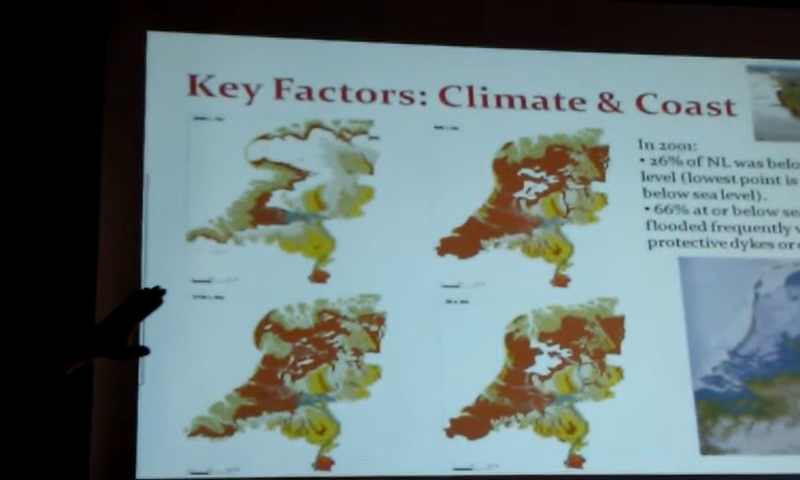 Key Factors: Climate & Coast
In 2001:
• 26% of NL was belo
level (lowest point is
below sea level).
• 66% at or below se
flooded frequently
protective dykes or